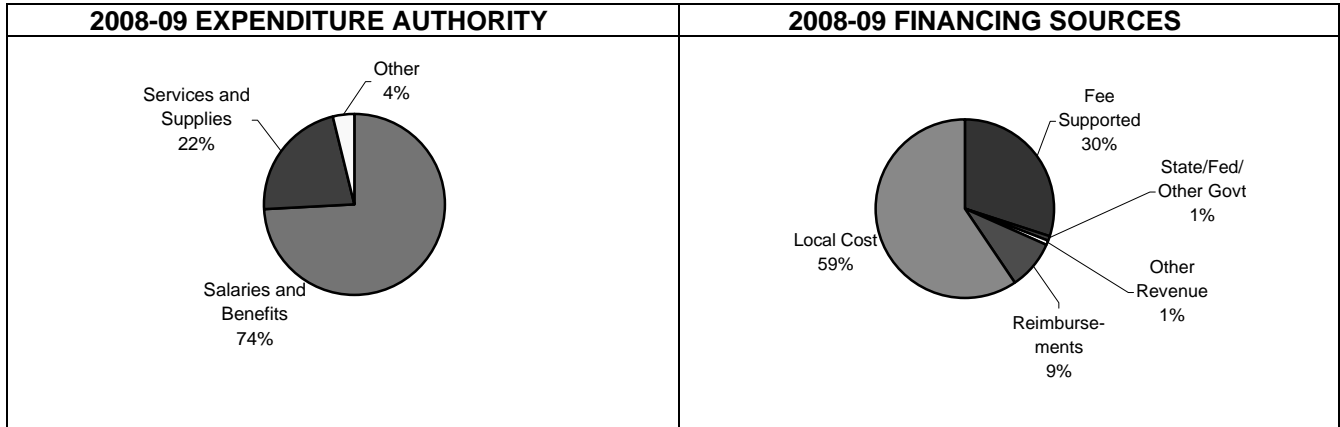 2008-09 EXPENDITURE AUTHORITY
Other
4%
Services and
Supplies
22%
Salaries and
Benefits
74%
2008-09 FINANCING SOURCES
Fee
Supported
30%
State/Fed/
Other Govt
1%
Other
Revenue
1%
Reimburse-
ments
9%
Local Cost
59%